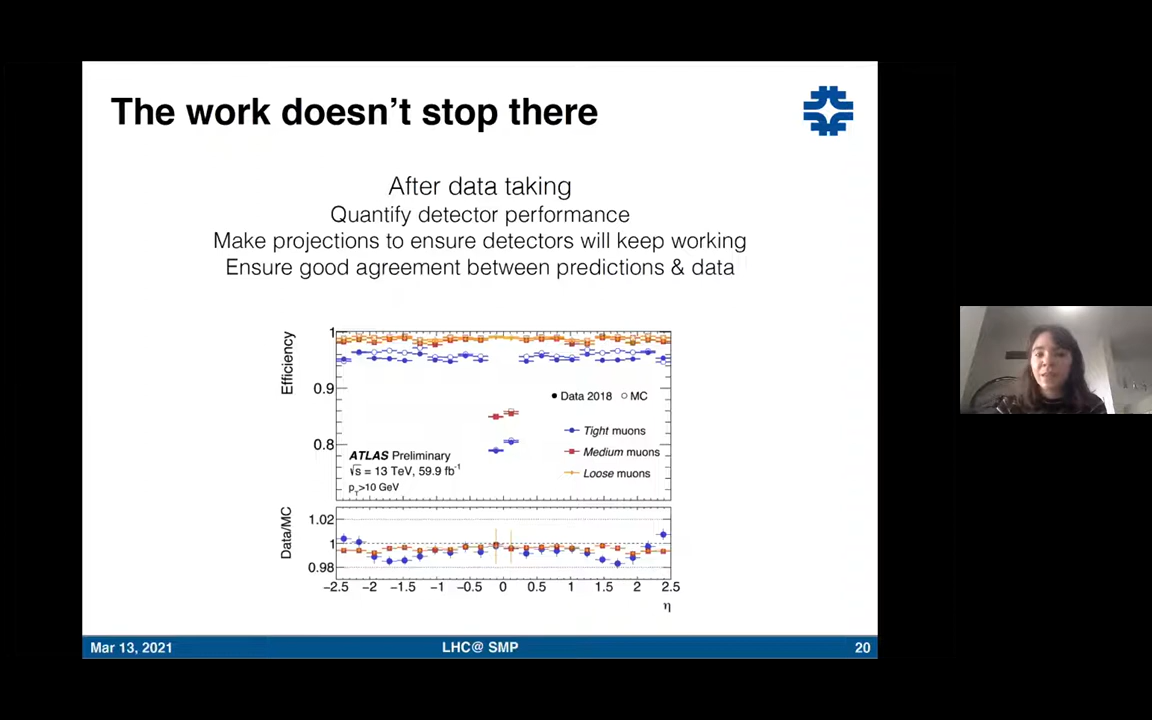 The work doesn't stop there
After data taking
Quantify detector performance
Make projections to ensure detectors will keep working
Ensure good agreement between predictions & data
Efficiency
1
0.9
0.8
Data 2018 MC
Tight muons
Medium muons
Loose muons
ATLAS Preliminary
√s = 13 TeV, 59.9 fb⁻¹
pT>10 GeV
Data/MC
1.02
1
0.98
−2.5 −2 −1.5 −1 −0.5 0 0.5 1 1.5 2 2.5
η
Mar 13, 2021 LHC@ SMP 20